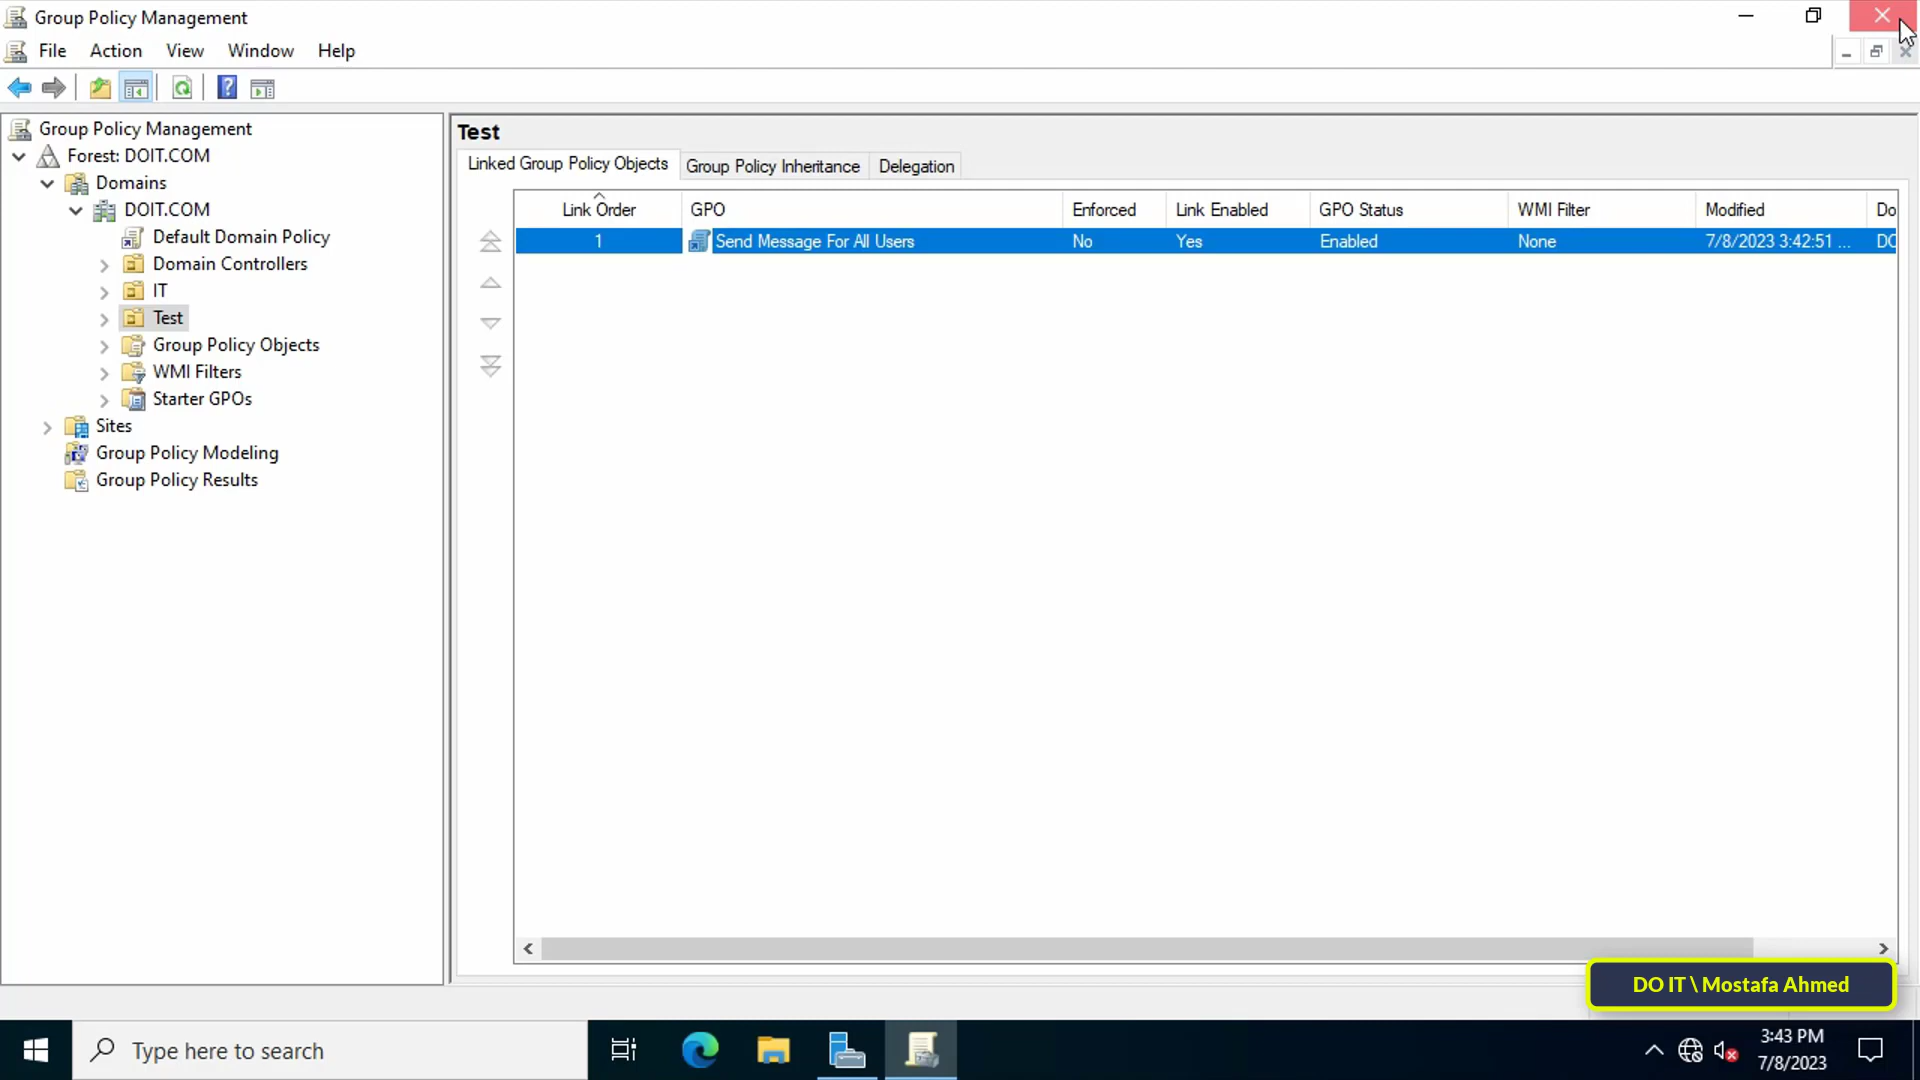 Group Policy Management
File Action View Window Help
Group Policy Management
Forest: DOIT.COM
Domains
DOIT.COM
Default Domain Policy
Domain Controllers
IT
Test
Group Policy Objects
WMI Filters
Starter GPOs
Sites
Group Policy Modeling
Group Policy Results
Test
Linked Group Policy Objects Group Policy Inheritance Delegation
Link Order GPO Enforced Link Enabled GPO Status WMI Filter Modified Do
1 Send Message For All Users No Yes Enabled None 7/8/2023 3:42:51 ... DO
DO IT \ Mostafa Ahmed
Type here to search
3:43 PM
7/8/2023